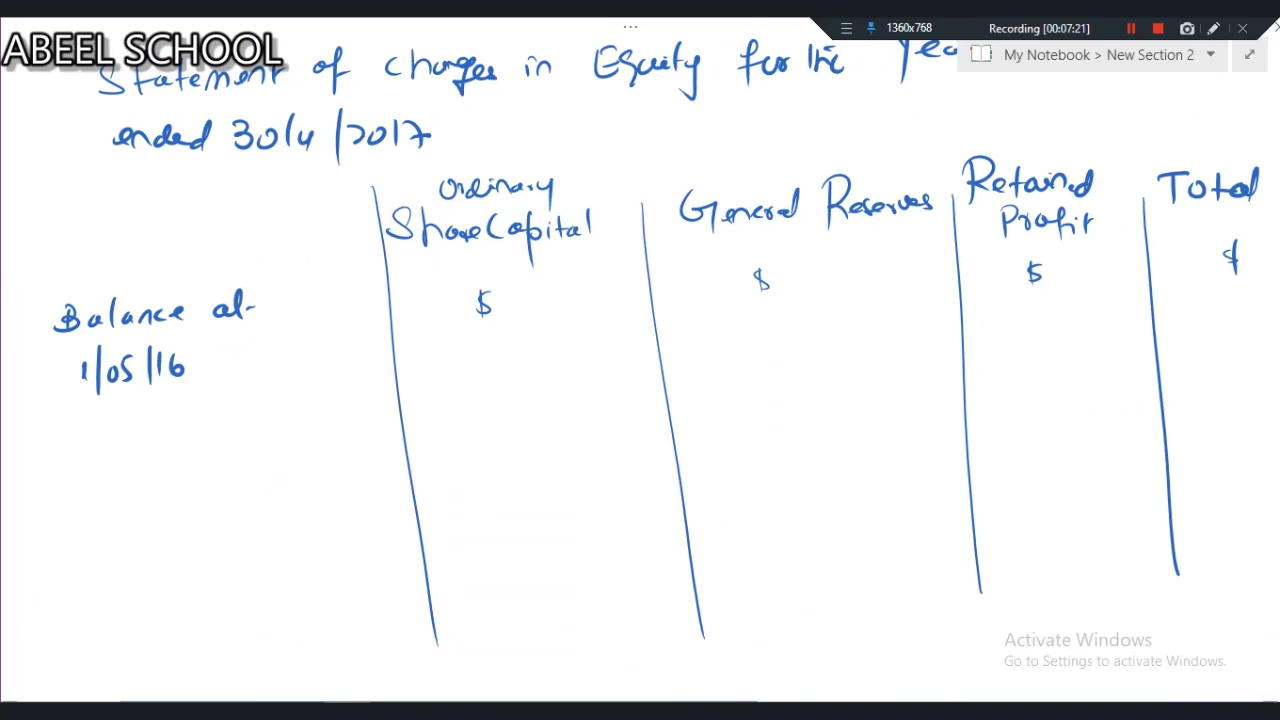 1360x768 Recording [00:07:21]
ABEEL SCHOOL
My Notebook > New Section 2
Statement of changes in Equity for the Yea
ended 30/4/2017
Ordinary Share Capital
General Reserves
Retained Profit
Total
$ $ $ $
Balance at
1/05/16
Activate Windows
Go to Settings to activate Windows.